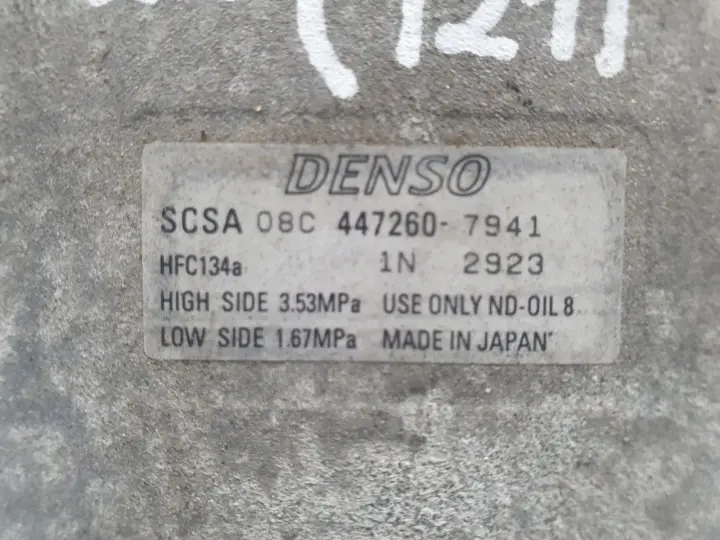 (121)
DENSO
SCSA 08C 447260-7941
HFC134a 1N 2923
HIGH SIDE 3.53MPa USE ONLY ND-OIL 8
LOW SIDE 1.67MPa MADE IN JAPAN